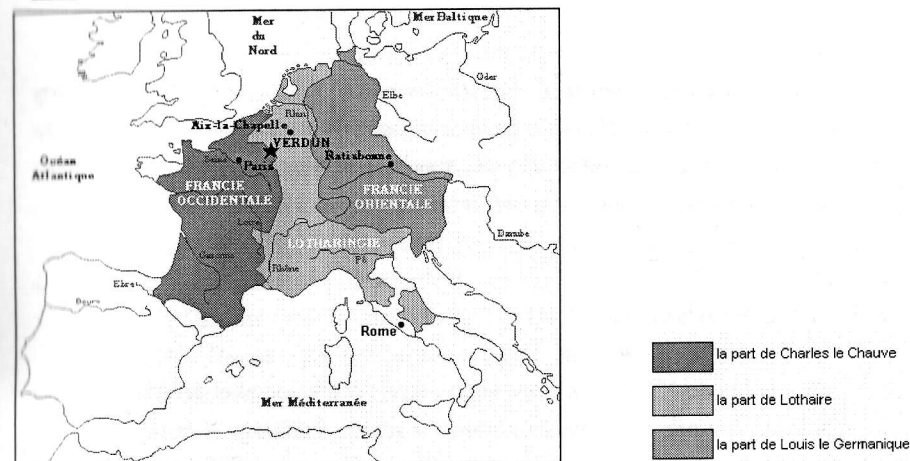 Mer Baltique
Mer
du
Nord
Oder
Elbe
Rhin
Aix-la-Chapelle
VERDUN
Ratisbonne
Seine
Paris
Océan
Atlantique
FRANCIE
OCCIDENTALE
FRANCIE
ORIENTALE
Loire
Danube
LOTHARINGIE
Pô
Garonne
Rhône
Ebre
Douro
Rome
Mer Méditerranée
la part de Charles le Chauve
la part de Lothaire
la part de Louis le Germanique